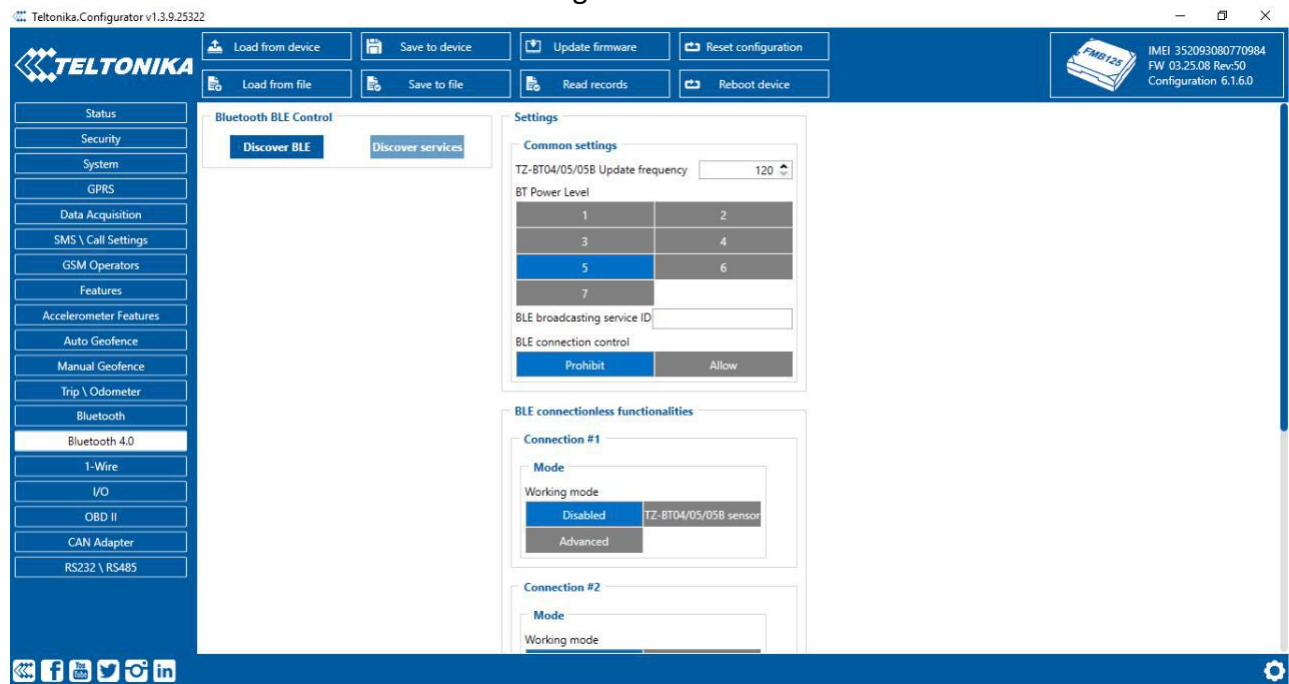 Teltonika.Configurator v1.3.9.25322
TELTONIKA
Load from device
Save to device
Update firmware
Reset configuration
Load from file
Save to file
Read records
Reboot device
FMB125
IMEI 352093080770984
FW 03.25.08 Rev:50
Configuration 6.1.6.0
Status
Security
System
GPRS
Data Acquisition
SMS \ Call Settings
GSM Operators
Features
Accelerometer Features
Auto Geofence
Manual Geofence
Trip \ Odometer
Bluetooth
Bluetooth 4.0
1-Wire
I/O
OBD II
CAN Adapter
RS232 \ RS485
Bluetooth BLE Control
Discover BLE
Discover services
Settings
Common settings
TZ-BT04/05/05B Update frequency 120
BT Power Level
1 2
3 4
5 6
7
BLE broadcasting service ID
BLE connection control
Prohibit Allow
BLE connectionless functionalities
Connection #1
Mode
Working mode
Disabled TZ-BT04/05/05B sensor
Advanced
Connection #2
Mode
Working mode
f You Tube in